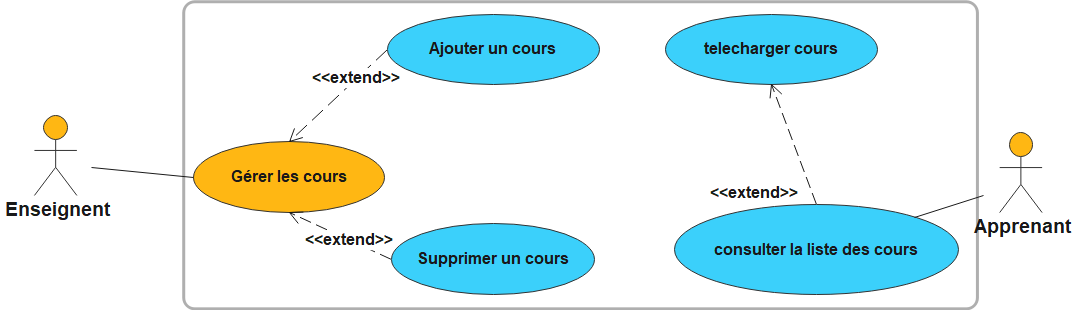 Ajouter un cours
telecharger cours
<<extend>>
Gérer les cours
Enseignent
<<extend>>
<<extend>>
Apprenant
Supprimer un cours
consulter la liste des cours